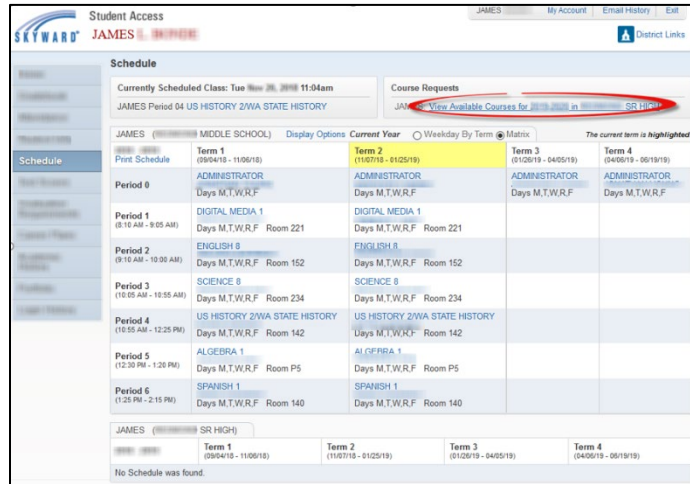 JAMES My Account Email History Exit
SKYWARD® Student Access
JAMES
District Links
Schedule
Currently Scheduled Class: Tue Nov 20, 2018 11:04am
JAMES Period 04 US HISTORY 2/WA STATE HISTORY
Course Requests
View Available Courses for 2019-2020 in SR HIGH
JAMES ( MIDDLE SCHOOL) Display Options Current Year Weekday By Term Matrix The current term is highlighted
Print Schedule
Term 1 Term 2 Term 3 Term 4
(09/04/18 - 11/06/18) (11/07/18 - 01/25/19) (01/26/19 - 04/05/19) (04/06/19 - 06/19/19)
Schedule
Period 0
ADMINISTRATOR ADMINISTRATOR ADMINISTRATOR ADMINISTRATOR
Days M,T,W,R,F Days M,T,W,R,F Days M,T,W,R,F Days M,T,W,R,F
Period 1
(8:10 AM - 9:05 AM)
DIGITAL MEDIA 1 DIGITAL MEDIA 1
Days M,T,W,R,F Room 221 Days M,T,W,R,F Room 221
Period 2
(9:10 AM - 10:00 AM)
ENGLISH 8 ENGLISH 8
Days M,T,W,R,F Room 152 Days M,T,W,R,F Room 152
Period 3
(10:05 AM - 10:55 AM)
SCIENCE 8 SCIENCE 8
Days M,T,W,R,F Room 234 Days M,T,W,R,F Room 234
Period 4
(10:55 AM - 12:25 PM)
US HISTORY 2/WA STATE HISTORY US HISTORY 2/WA STATE HISTORY
Days M,T,W,R,F Room 142 Days M,T,W,R,F Room 142
Period 5
(12:30 PM - 1:20 PM)
ALGEBRA 1 ALGEBRA 1
Days M,T,W,R,F Room P5 Days M,T,W,R,F Room P5
Period 6
(1:25 PM - 2:15 PM)
SPANISH 1 SPANISH 1
Days M,T,W,R,F Room 140 Days M,T,W,R,F Room 140
JAMES ( SR HIGH)
Term 1 Term 2 Term 3 Term 4
(09/04/18 - 11/06/18) (11/07/18 - 01/25/19) (01/26/19 - 04/05/19) (04/06/19 - 06/19/19)
No Schedule was found.